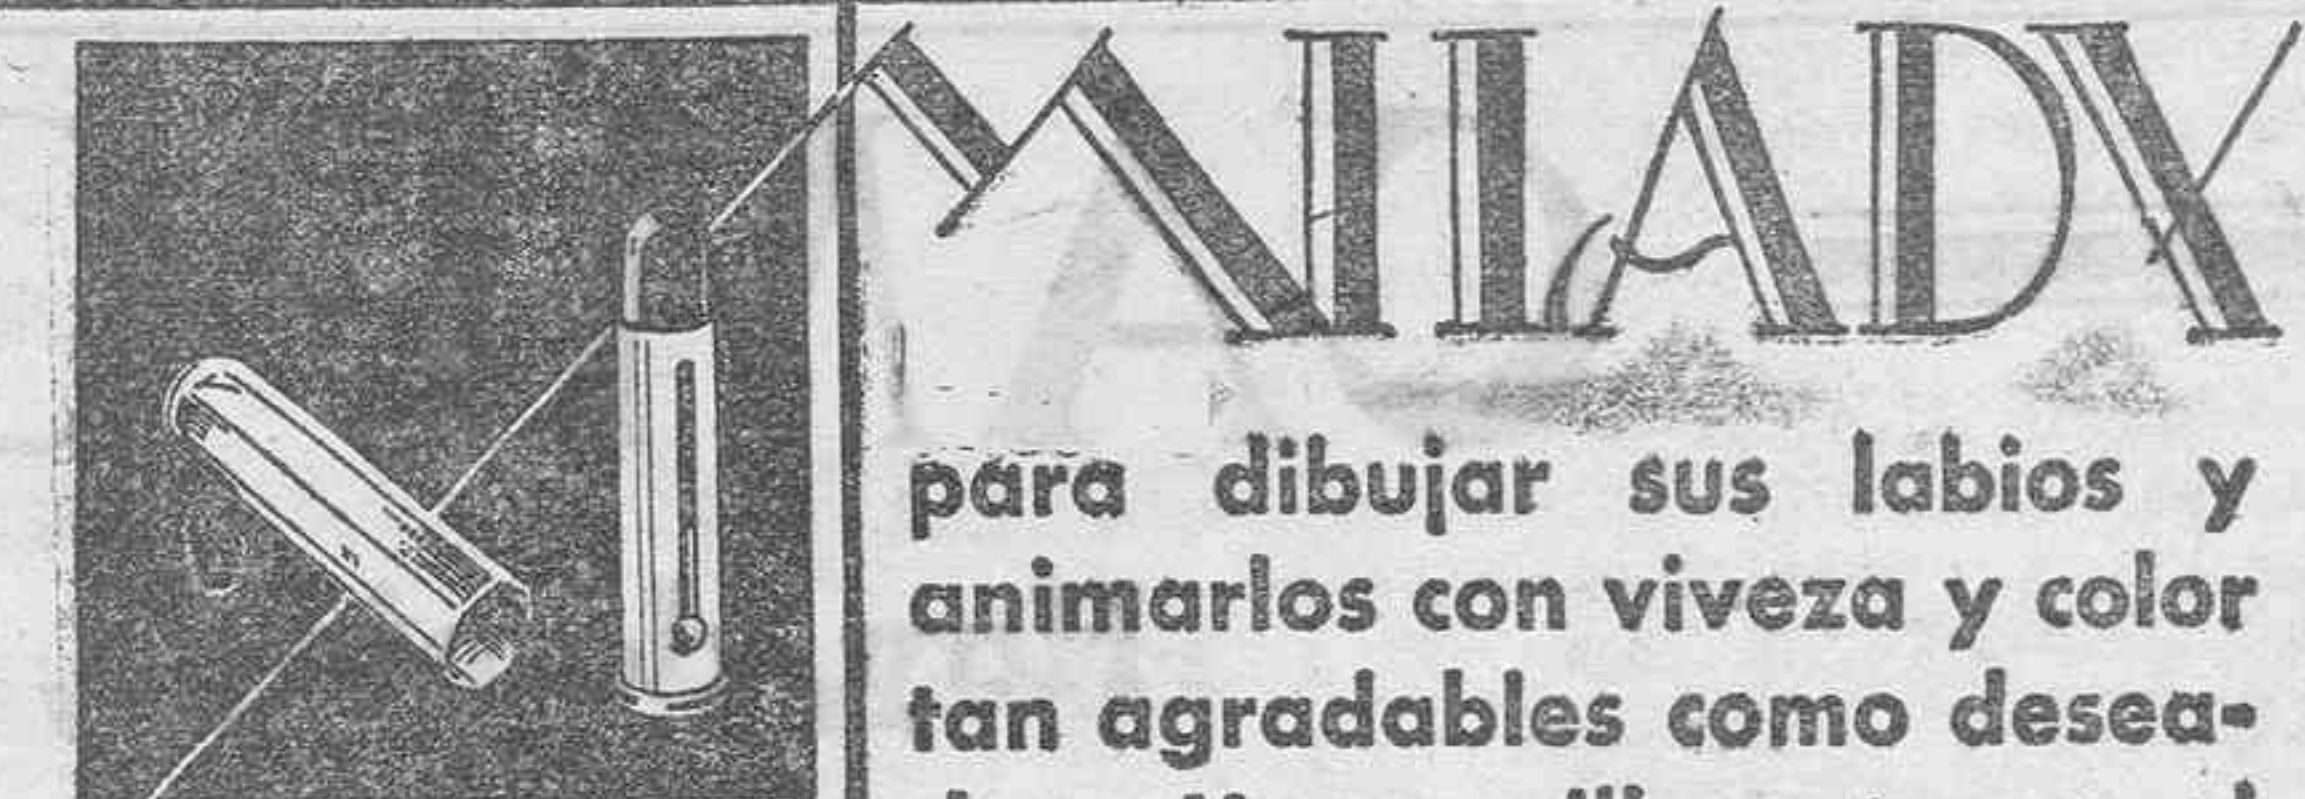 MILADY
para dibujar sus labios y
animarlos con viveza y color
tan agradables como desea-